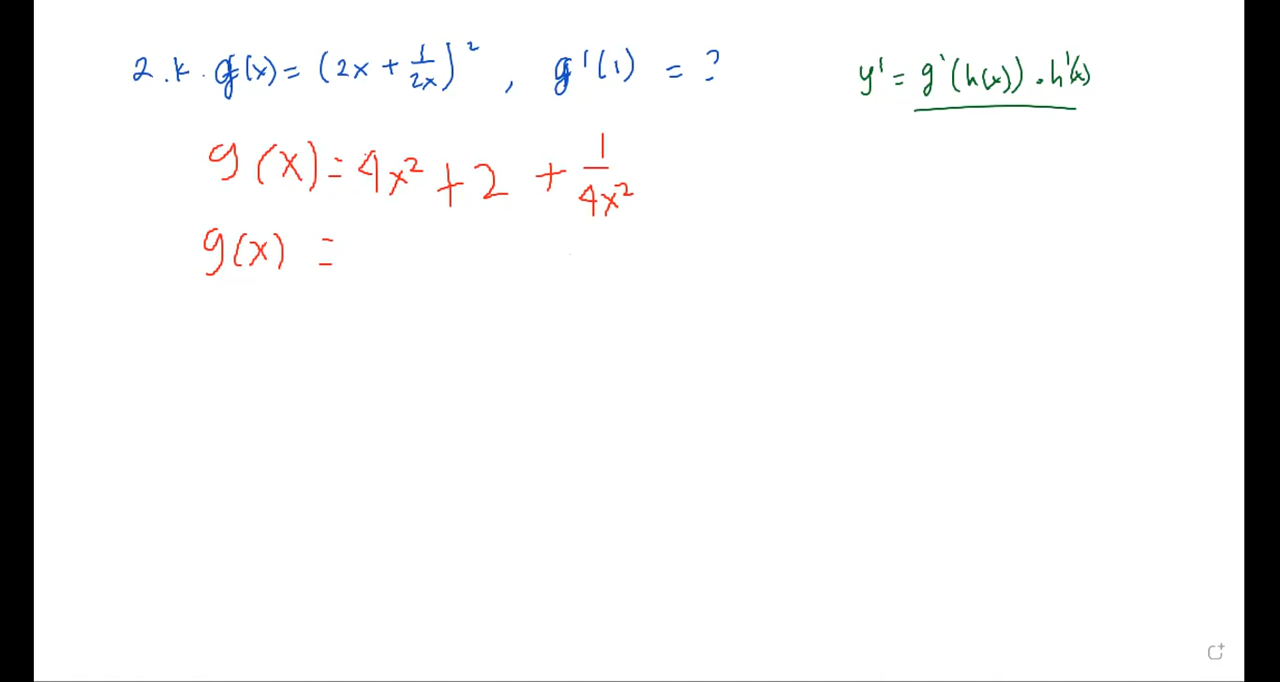 2.k. g(x) = (2x + 1/2x)², g'(1) = ?
y' = g'(h(x)) · h'(x)
g(x) = 4x² + 2 + 1/4x²
g(x) =